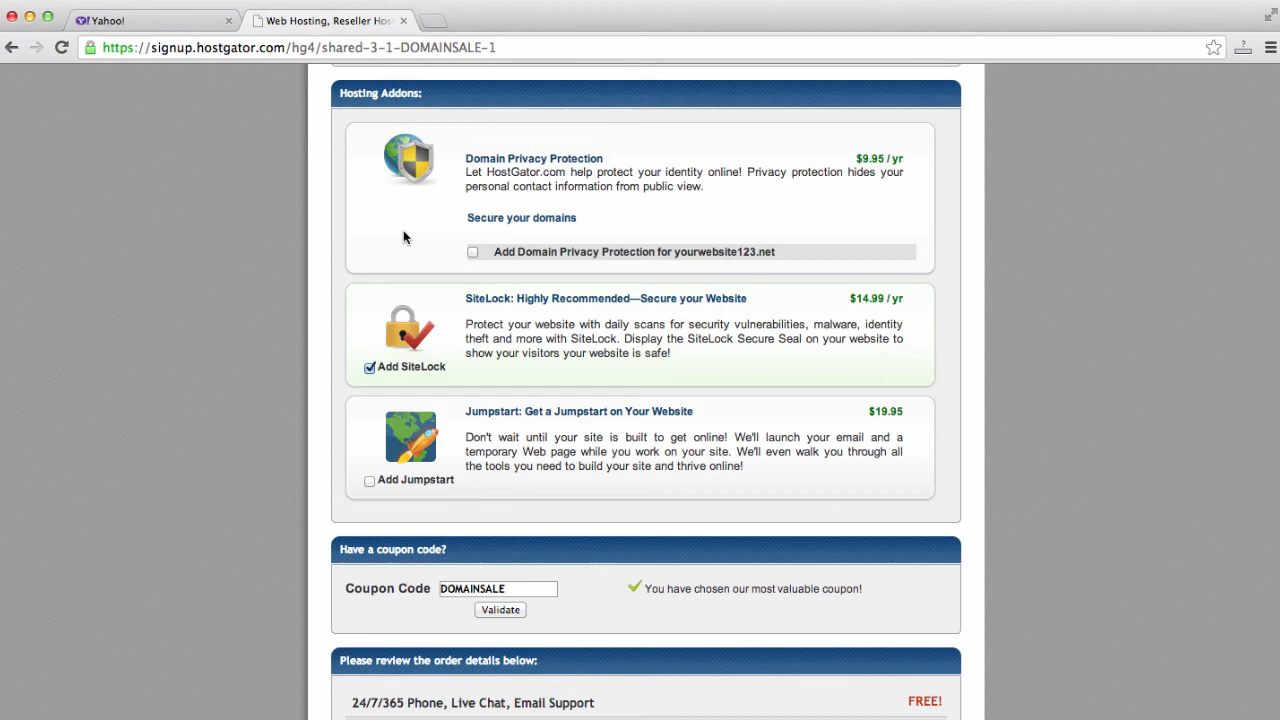 Yahoo!
Web Hosting, Reseller Hos
https://signup.hostgator.com/hg4/shared-3-1-DOMAINSALE-1
Hosting Addons:
Domain Privacy Protection $9.95 / yr
Let HostGator.com help protect your identity online! Privacy protection hides your
personal contact information from public view.
Secure your domains
Add Domain Privacy Protection for yourwebsite123.net
SiteLock: Highly Recommended—Secure your Website $14.99 / yr
Protect your website with daily scans for security vulnerabilities, malware, identity
theft and more with SiteLock. Display the SiteLock Secure Seal on your website to
show your visitors your website is safe!
Add SiteLock
Jumpstart: Get a Jumpstart on Your Website $19.95
Don't wait until your site is built to get online! We'll launch your email and a
temporary Web page while you work on your site. We'll even walk you through all
the tools you need to build your site and thrive online!
Add Jumpstart
Have a coupon code?
Coupon Code DOMAINSALE You have chosen our most valuable coupon!
Validate
Please review the order details below:
24/7/365 Phone, Live Chat, Email Support FREE!